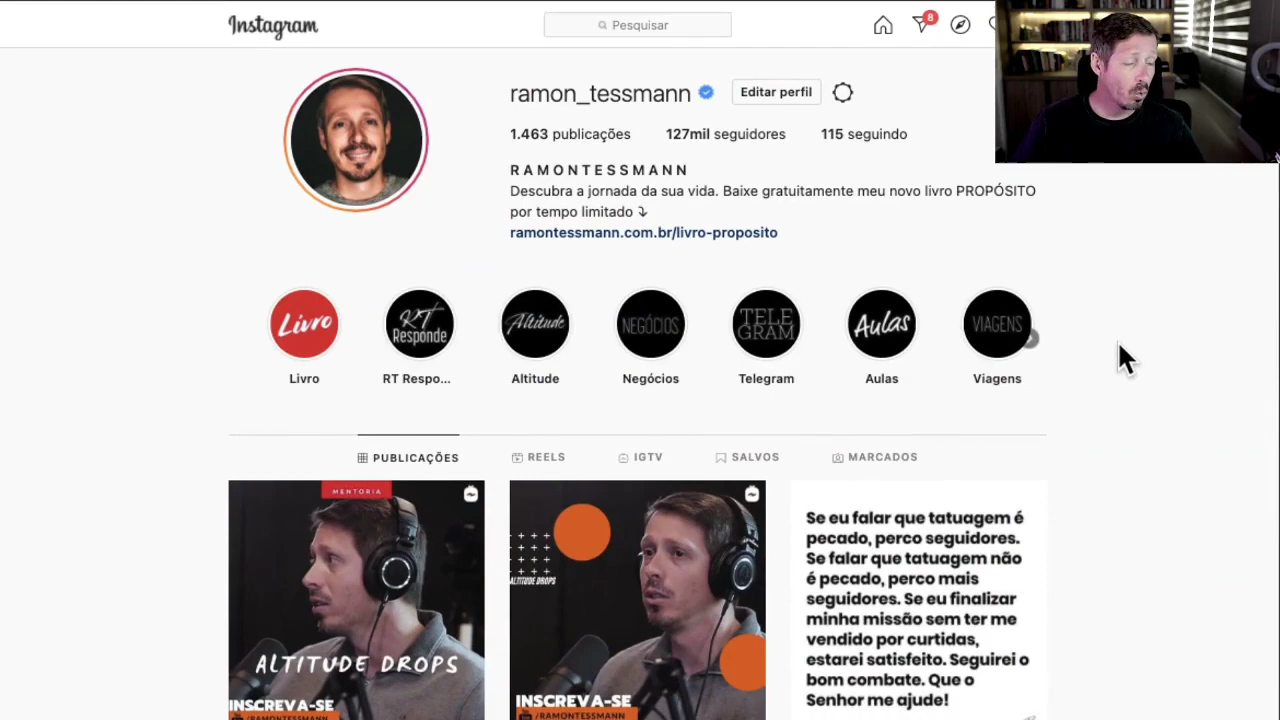 Instagram
Pesquisar
8
ramon_tessmann
Editar perfil
1.463 publicações
127mil seguidores
115 seguindo
R A M O N T E S S M A N N
Descubra a jornada da sua vida. Baixe gratuitamente meu novo livro PROPÓSITO
por tempo limitado ⤵
ramontessmann.com.br/livro-proposito
Livro
RT
Responde
Altitude
NEGÓCIOS
TELE
GRAM
Aulas
VIAGENS
Livro
RT Respo...
Altitude
Negócios
Telegram
Aulas
Viagens
PUBLICAÇÕES
REELS
IGTV
SALVOS
MARCADOS
MENTORIA
ALTITUDE DROPS
INSCREVA-SE
/RAMONTESSMANN
ALTITUDE DROPS
INSCREVA-SE
/RAMONTESSMANN
Se eu falar que tatuagem é
pecado, perco seguidores.
Se falar que tatuagem não
é pecado, perco mais
seguidores. Se eu finalizar
minha missão sem ter me
vendido por curtidas,
estarei satisfeito. Seguirei o
bom combate. Que o
Senhor me ajude!